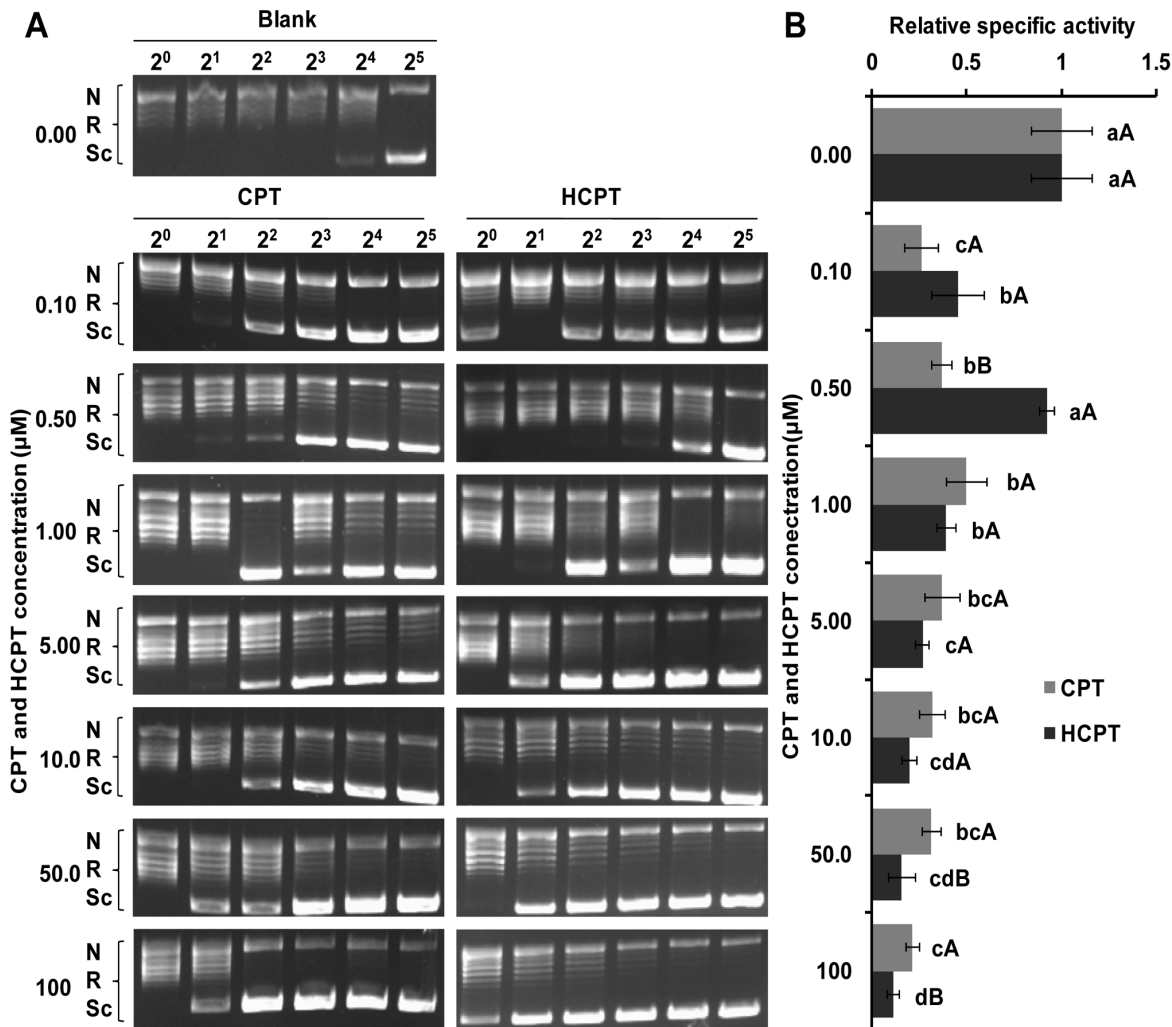 A
Blank
2⁰ 2¹ 2² 2³ 2⁴ 2⁵
0.00
N
R
Sc
CPT
HCPT
2⁰ 2¹ 2² 2³ 2⁴ 2⁵ 2⁰ 2¹ 2² 2³ 2⁴ 2⁵
CPT and HCPT concentration (µM)
0.10
N
R
Sc
0.50
N
R
Sc
1.00
N
R
Sc
5.00
N
R
Sc
10.0
N
R
Sc
50.0
N
R
Sc
100
N
R
Sc
B
Relative specific activity
0 0.5 1 1.5
CPT and HCPT conectration(µM)
0.00
aA
aA
0.10
cA
bA
0.50
bB
aA
1.00
bA
bA
5.00
bcA
cA
10.0
bcA
cdA
50.0
bcA
cdB
100
cA
dB
CPT
HCPT